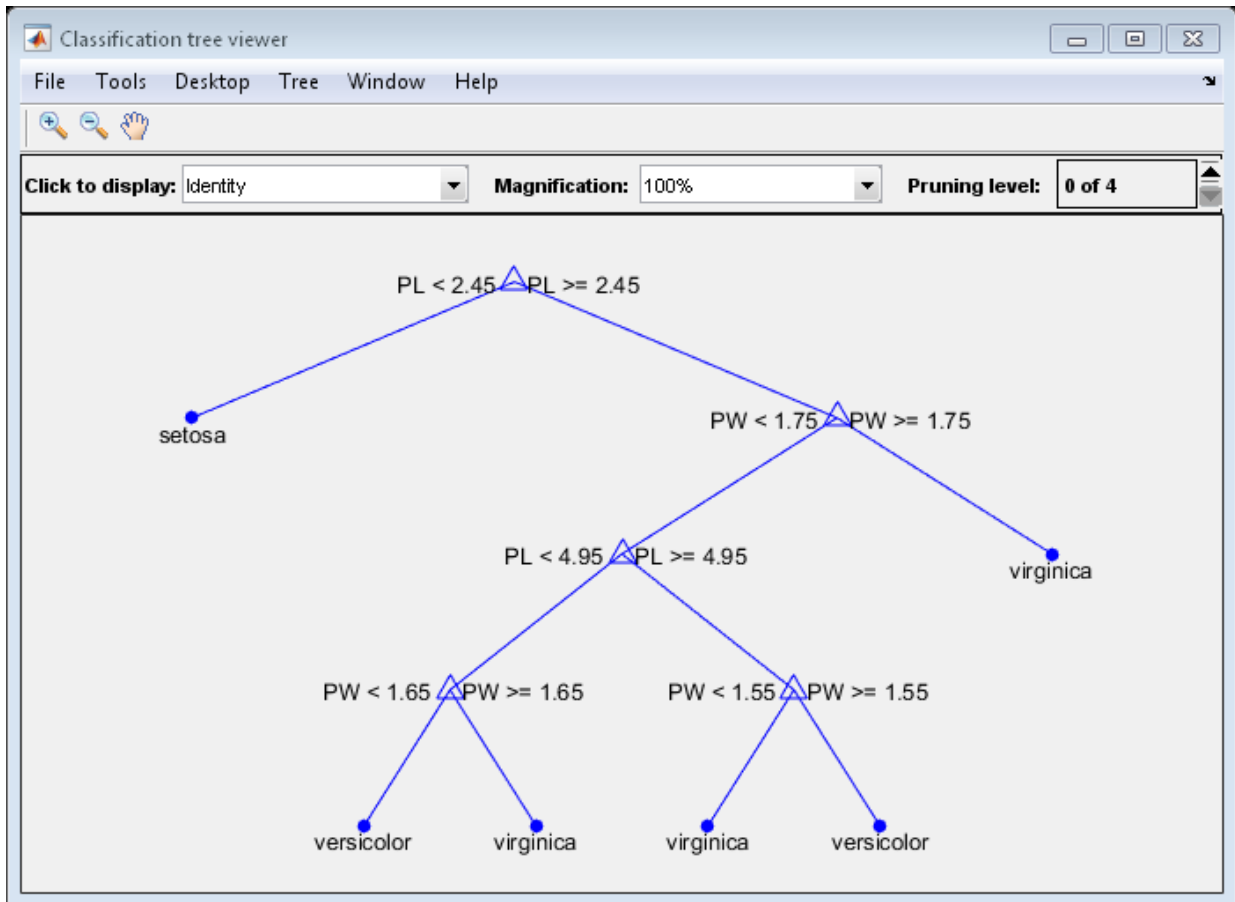 Classification tree viewer
File Tools Desktop Tree Window Help
Click to display: Identity Magnification: 100% Pruning level: 0 of 4
PL < 2.45 PL >= 2.45
setosa
PW < 1.75 PW >= 1.75
PL < 4.95 PL >= 4.95
virginica
PW < 1.65 PW >= 1.65 PW < 1.55 PW >= 1.55
versicolor virginica virginica versicolor